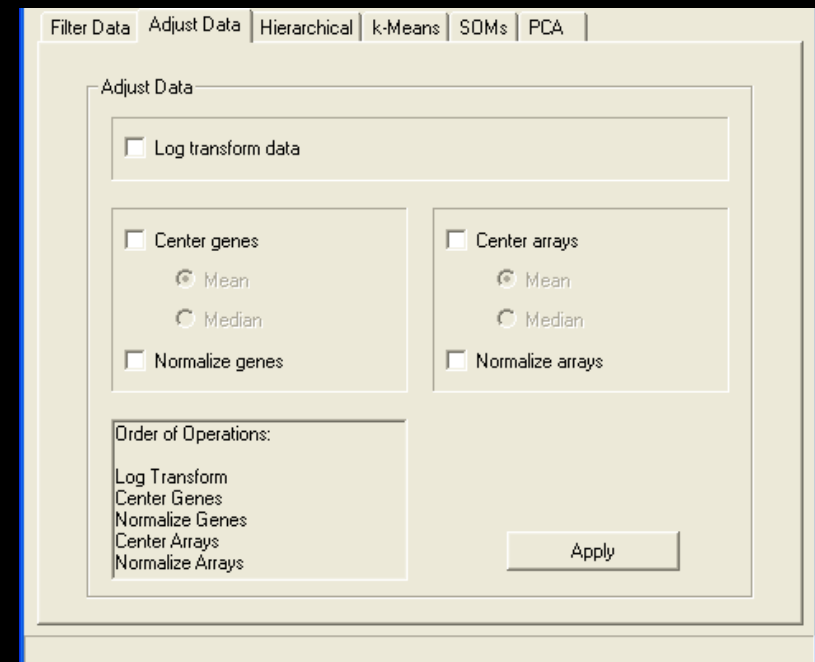 Filter Data Adjust Data Hierarchical k-Means SOMs PCA
Adjust Data
Log transform data
Center genes
Mean
Median
Normalize genes
Center arrays
Mean
Median
Normalize arrays
Order of Operations:
Log Transform
Center Genes
Normalize Genes
Center Arrays
Normalize Arrays
Apply